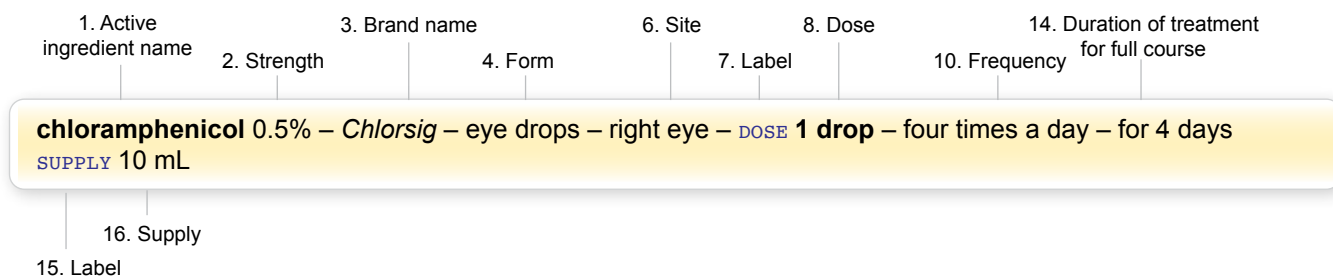 1. Active
ingredient name
2. Strength
3. Brand name
4. Form
6. Site
7. Label
8. Dose
10. Frequency
14. Duration of treatment
for full course
chloramphenicol 0.5% – Chlorsig – eye drops – right eye – DOSE 1 drop – four times a day – for 4 days
SUPPLY 10 mL
16. Supply
15. Label